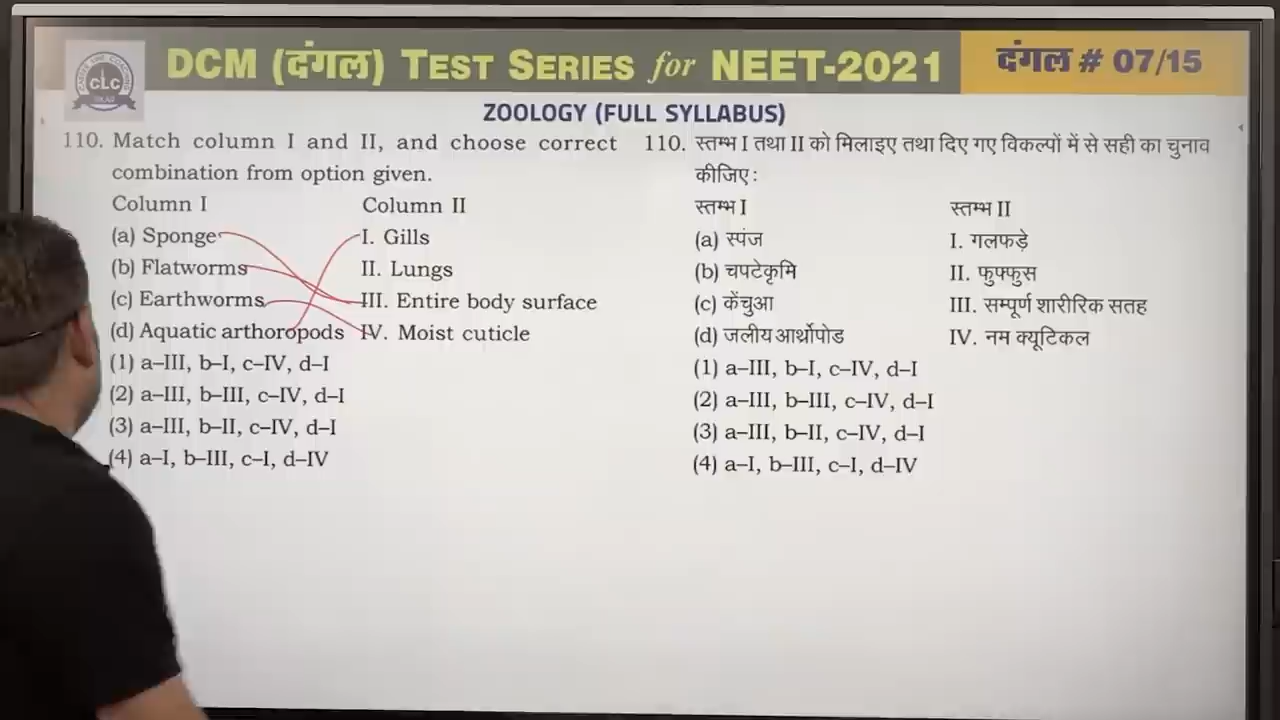 DCM (दंगल) TEST SERIES for NEET-2021
दंगल # 07/15
CLC
ZOOLOGY (FULL SYLLABUS)
110. Match column I and II, and choose correct
combination from option given.
Column I Column II
(a) Sponge I. Gills
(b) Flatworms II. Lungs
(c) Earthworms III. Entire body surface
(d) Aquatic arthoropods IV. Moist cuticle
(1) a–III, b–I, c–IV, d–I
(2) a–III, b–III, c–IV, d–I
(3) a–III, b–II, c–IV, d–I
(4) a–I, b–III, c–I, d–IV
110. स्तम्भ I तथा II को मिलाइए तथा दिए गए विकल्पों में से सही का चुनाव
कीजिए :
स्तम्भ I स्तम्भ II
(a) स्पंज I. गलफड़े
(b) चपटेकृमि II. फुफ्फुस
(c) केंचुआ III. सम्पूर्ण शारीरिक सतह
(d) जलीय आर्थ्रोपोड IV. नम क्यूटिकल
(1) a–III, b–I, c–IV, d–I
(2) a–III, b–III, c–IV, d–I
(3) a–III, b–II, c–IV, d–I
(4) a–I, b–III, c–I, d–IV